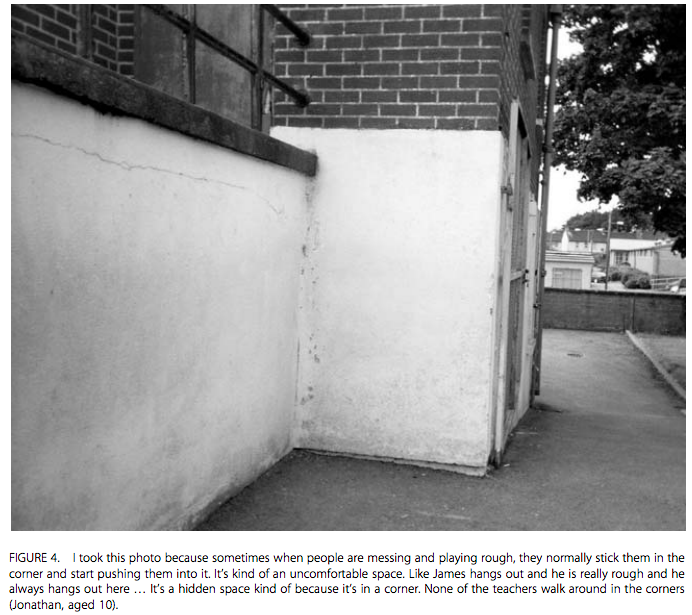 FIGURE 4. I took this photo because sometimes when people are messing and playing rough, they normally stick them in the
corner and start pushing them into it. It's kind of an uncomfortable space. Like James hangs out and he is really rough and he
always hangs out here … It's a hidden space kind of because it's in a corner. None of the teachers walk around in the corners
(Jonathan, aged 10).